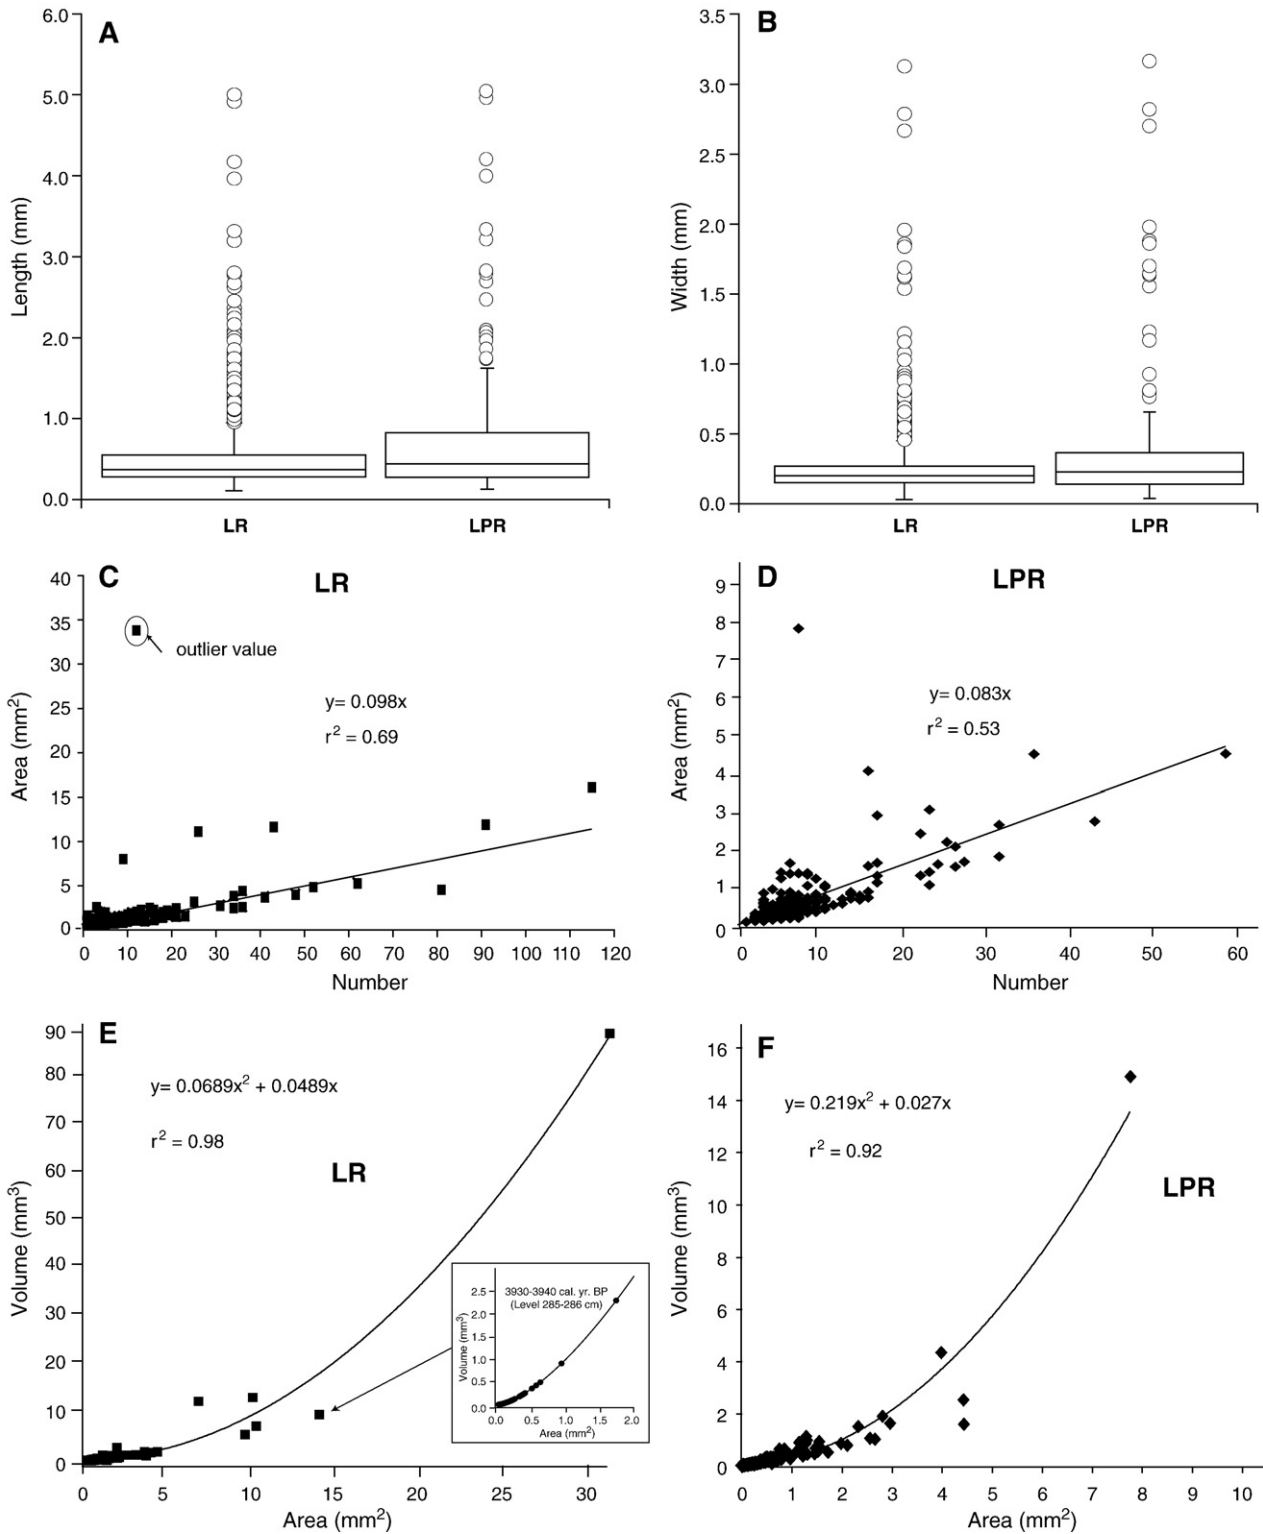 A
6.0
5.0
4.0
3.0
2.0
1.0
0.0
Length (mm)
LR
LPR
B
3.5
3.0
2.5
2.0
1.5
1.0
0.5
0.0
Width (mm)
LR
LPR
C
LR
40
35
30
25
20
15
10
5
0
Area (mm²)
outlier value
y= 0.098x
r² = 0.69
0 10 20 30 40 50 60 70 80 90 100 110 120
Number
D
LPR
9
8
7
6
5
4
3
2
1
0
Area (mm²)
y= 0.083x
r² = 0.53
0 10 20 30 40 50 60
Number
E
90
80
70
60
50
40
30
20
10
0
Volume (mm³)
y= 0.0689x² + 0.0489x
r² = 0.98
LR
3930-3940 cal. yr. BP
(Level 285-286 cm)
2.5
2.0
1.5
1.0
0.5
0.0
Volume (mm³)
0.0 0.5 1.0 1.5 2.0
Area (mm²)
0 5 10 15 20 25 30
Area (mm²)
F
16
14
12
10
8
6
4
2
0
Volume (mm³)
y= 0.219x² + 0.027x
r² = 0.92
LPR
0 1 2 3 4 5 6 7 8 9 10
Area (mm²)